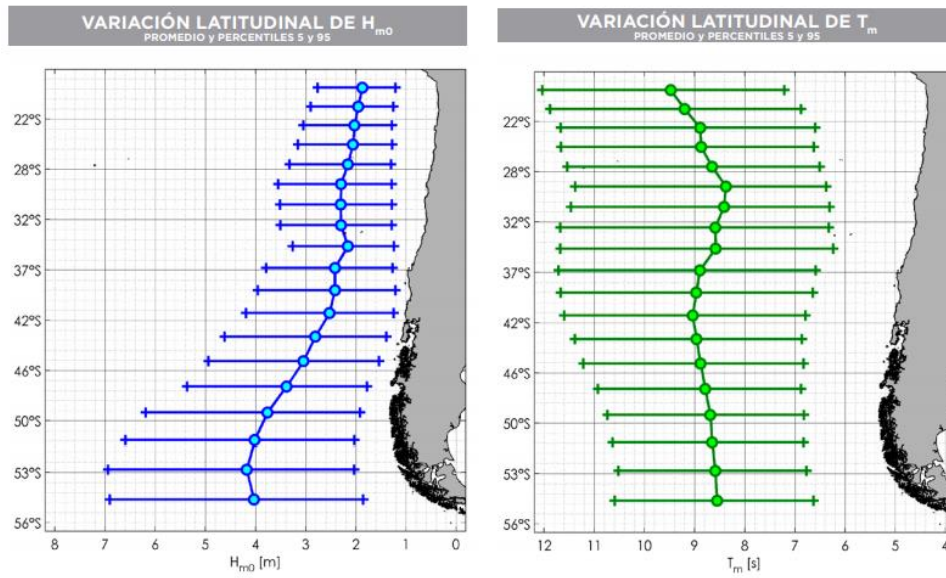 VARIACIÓN LATITUDINAL DE Hm0
PROMEDIO y PERCENTILES 5 y 95
22ºS
28ºS
32ºS
37ºS
42ºS
46ºS
50ºS
53ºS
56ºS
8 7 6 5 4 3 2 1 0
Hm0 [m]
VARIACIÓN LATITUDINAL DE Tm
PROMEDIO y PERCENTILES 5 y 95
22ºS
28ºS
32ºS
37ºS
42ºS
46ºS
50ºS
53ºS
56ºS
12 11 10 9 8 7 6 5 4
Tm [s]